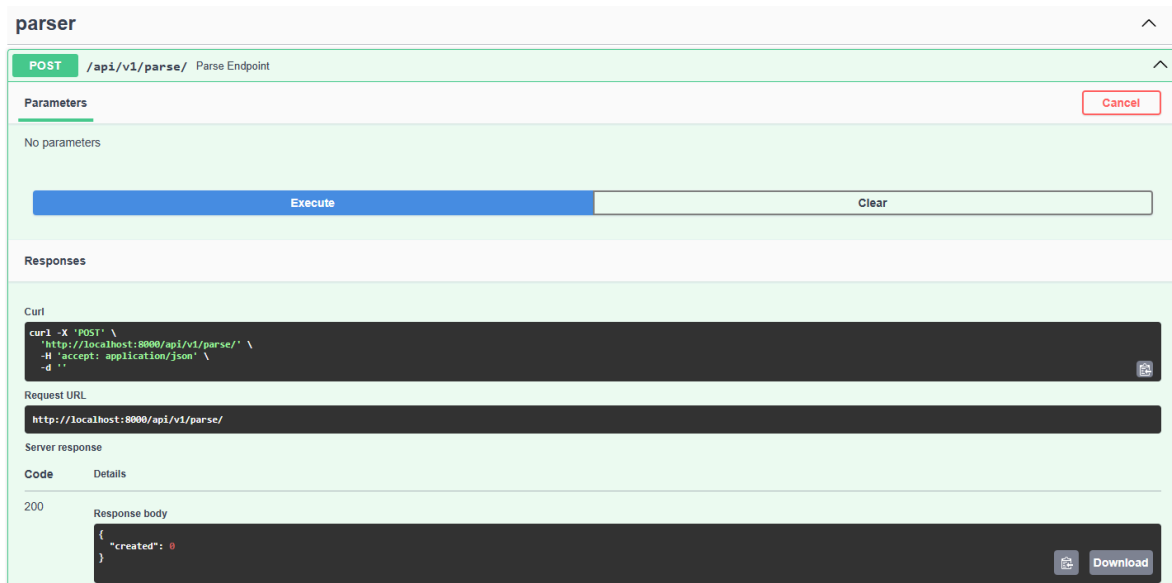 parser
POST /api/v1/parse/ Parse Endpoint
Parameters
Cancel
No parameters
Execute
Clear
Responses
Curl
curl -X 'POST' \
'http://localhost:8000/api/v1/parse/' \
-H 'accept: application/json' \
-d ''
Request URL
http://localhost:8000/api/v1/parse/
Server response
Code Details
200
Response body
{
"created": 0
}
Download